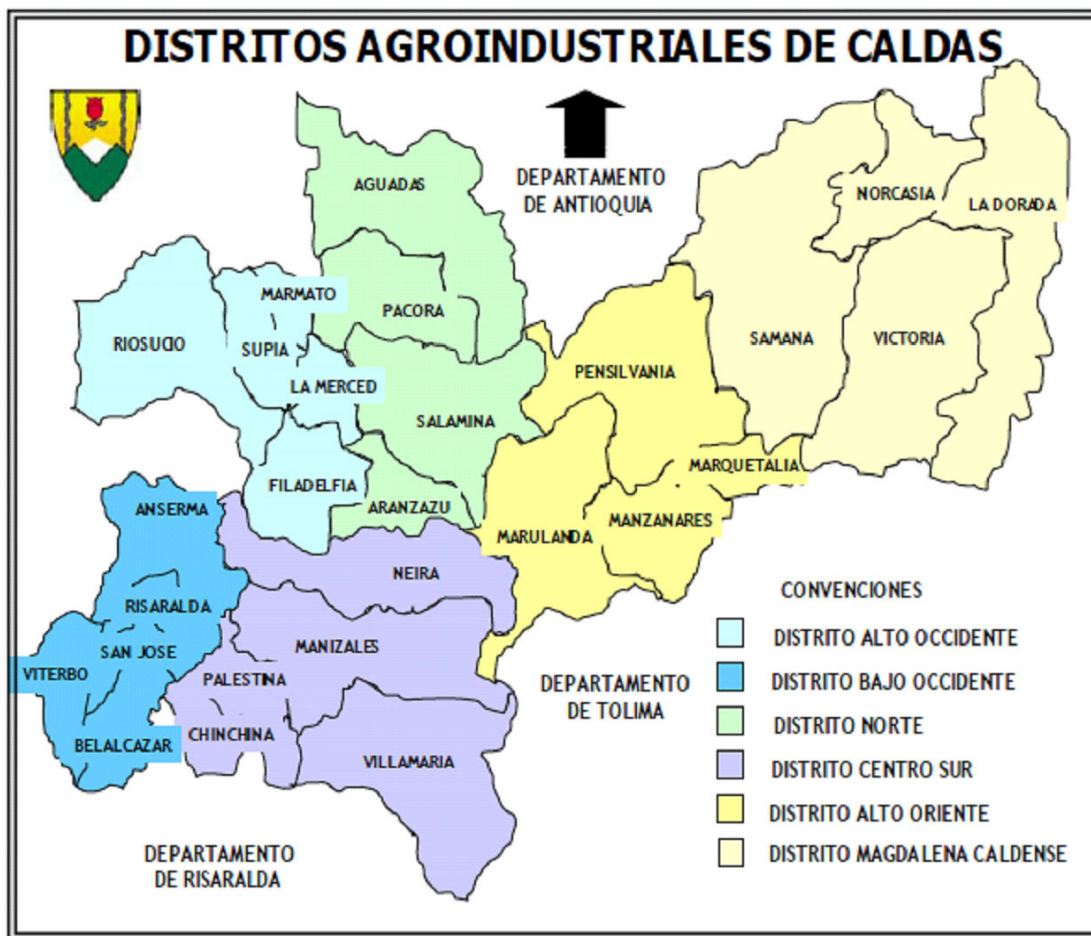 DISTRITOS AGROINDUSTRIALES DE CALDAS
DEPARTAMENTO
DE ANTIOQUIA
AGUADAS
NORCASIA
LA DORADA
MARMATO
PACORA
RIOSUCIO
SUPIA
SAMANA
VICTORIA
LA MERCED
PENSILVANIA
SALAMINA
MARQUETALIA
FILADELFIA
ARANZAZU
ANSERMA
MARULANDA
MANZANARES
NEIRA
RISARALDA
SAN JOSE
MANIZALES
VITERBO
PALESTINA
CHINCHINA
BELALCAZAR
VILLAMARIA
DEPARTAMENTO
DE TOLIMA
DEPARTAMENTO
DE RISARALDA
CONVENCIONES
DISTRITO ALTO OCCIDENTE
DISTRITO BAJO OCCIDENTE
DISTRITO NORTE
DISTRITO CENTRO SUR
DISTRITO ALTO ORIENTE
DISTRITO MAGDALENA CALDENSE